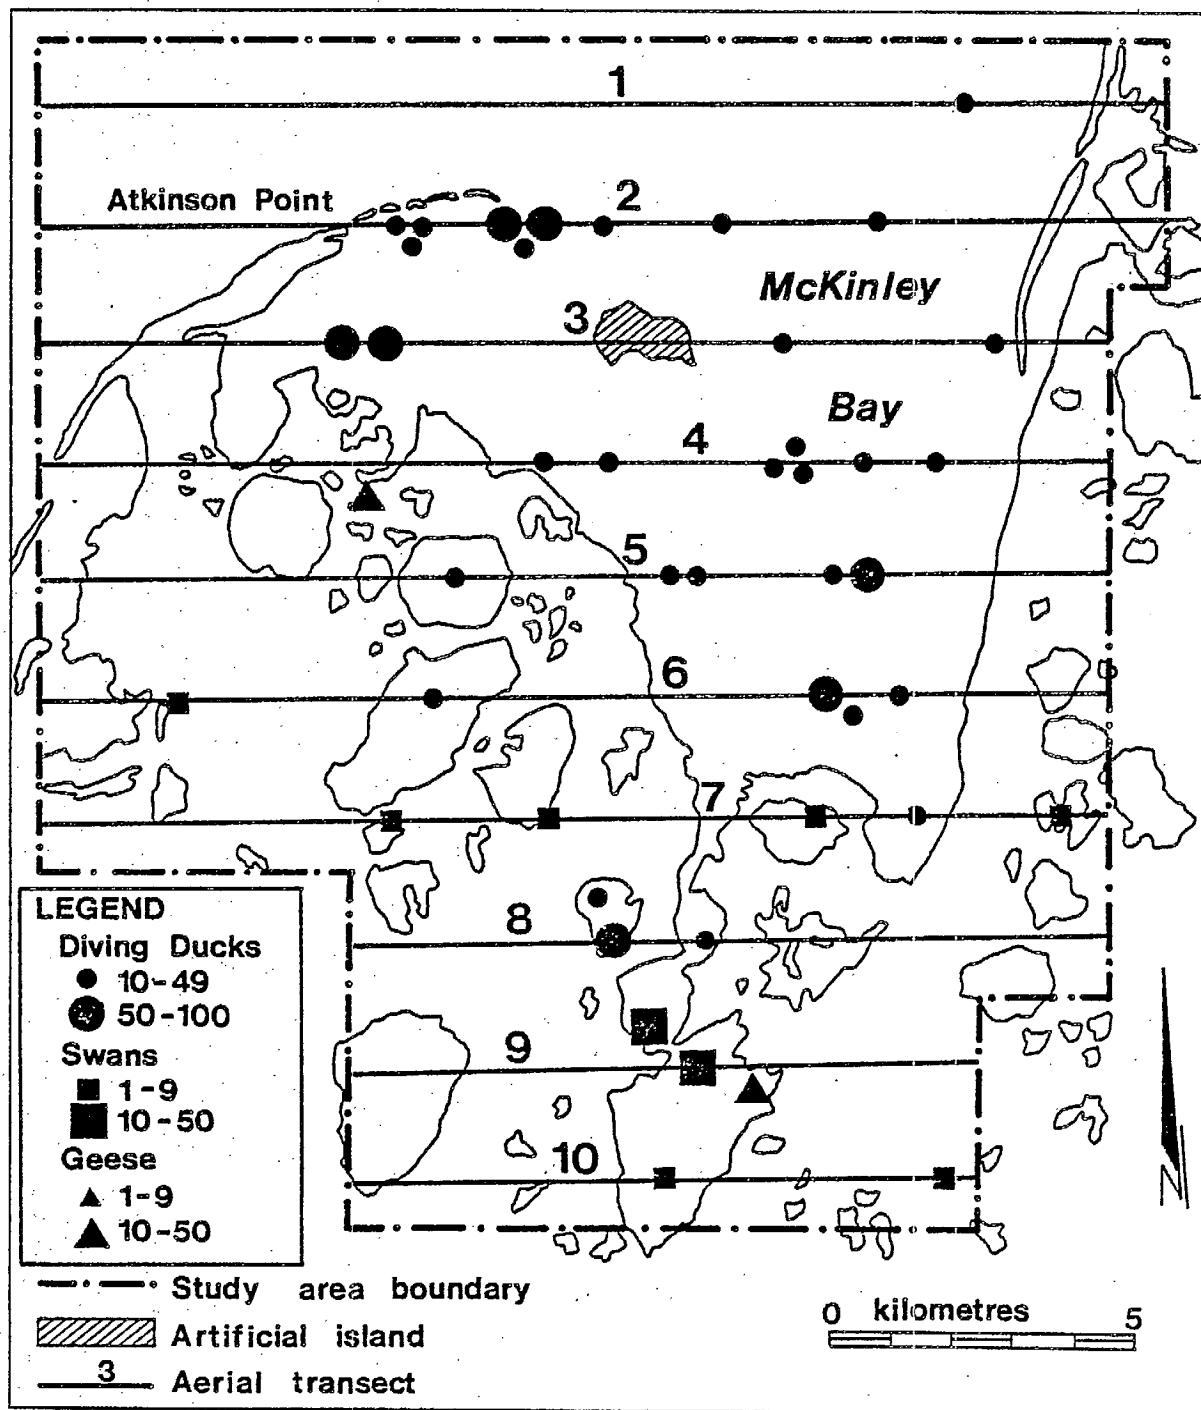 1
Atkinson Point
2
McKinley
3
Bay
4
5
6
7
8
9
10
LEGEND
Diving Ducks
10-49
50-100
Swans
1-9
10-50
Geese
1-9
10-50
Study area boundary
Artificial island
3
Aerial transect
0 kilometres 5
N